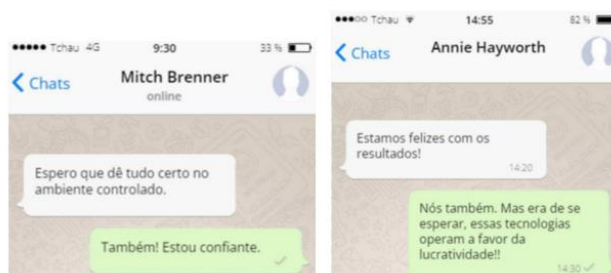 Tchau 4G 9:30 33 %
Chats Mitch Brenner
online
Espero que dê tudo certo no
ambiente controlado.
Também! Estou confiante.
Tchau 14:55 82 %
Chats Annie Hayworth
Estamos felizes com os
resultados!
14:20
Nós também. Mas era de se
esperar, essas tecnologias
operam a favor da
lucratividade!!
14:30